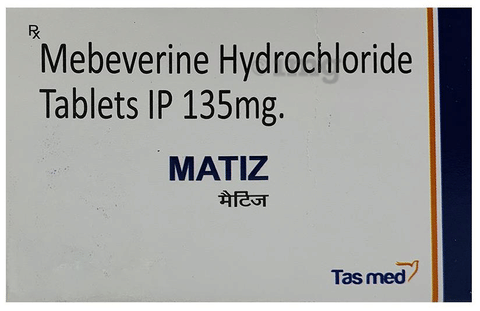 Rx
Mebeverine Hydrochloride
Tablets IP 135mg.
MATIZ
मैटिज
Tas med